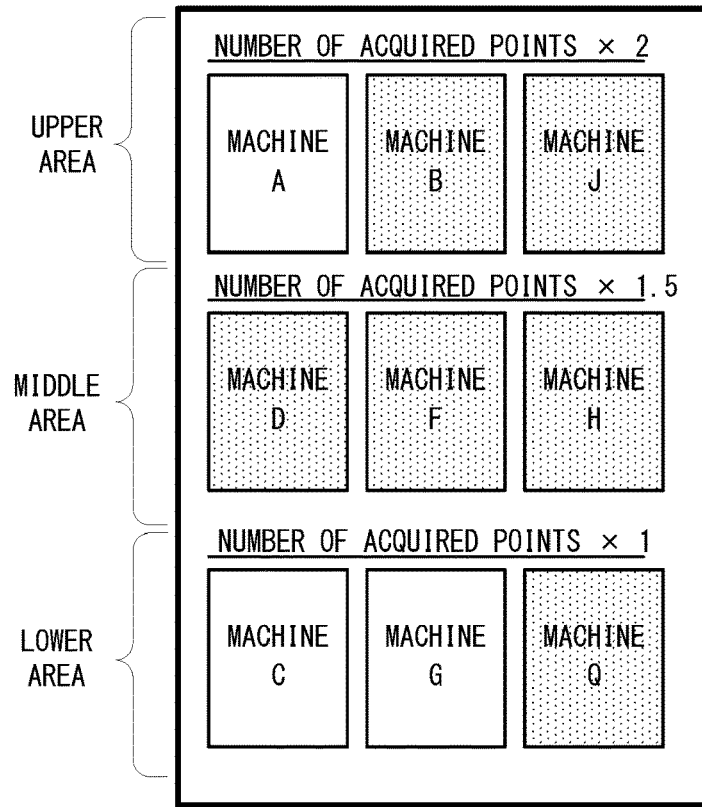 NUMBER OF ACQUIRED POINTS × 2
UPPER
AREA
MACHINE
A
MACHINE
B
MACHINE
J
NUMBER OF ACQUIRED POINTS × 1.5
MIDDLE
AREA
MACHINE
D
MACHINE
F
MACHINE
H
NUMBER OF ACQUIRED POINTS × 1
LOWER
AREA
MACHINE
C
MACHINE
G
MACHINE
Q